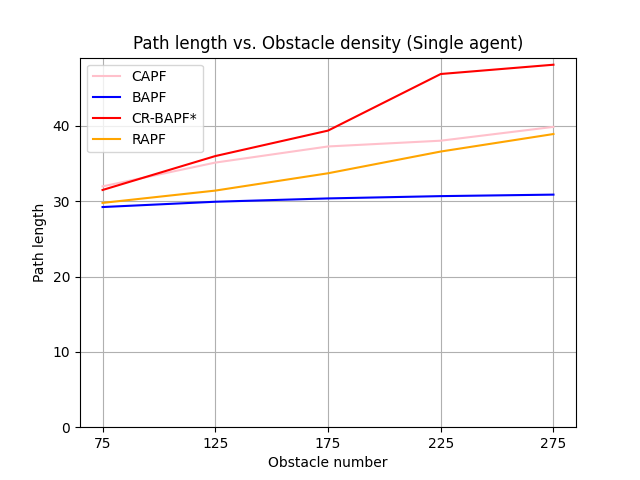 Path length vs. Obstacle density (Single agent)
CAPF
BAPF
CR-BAPF*
RAPF
Path length
40
30
20
10
0
75 125 175 225 275
Obstacle number